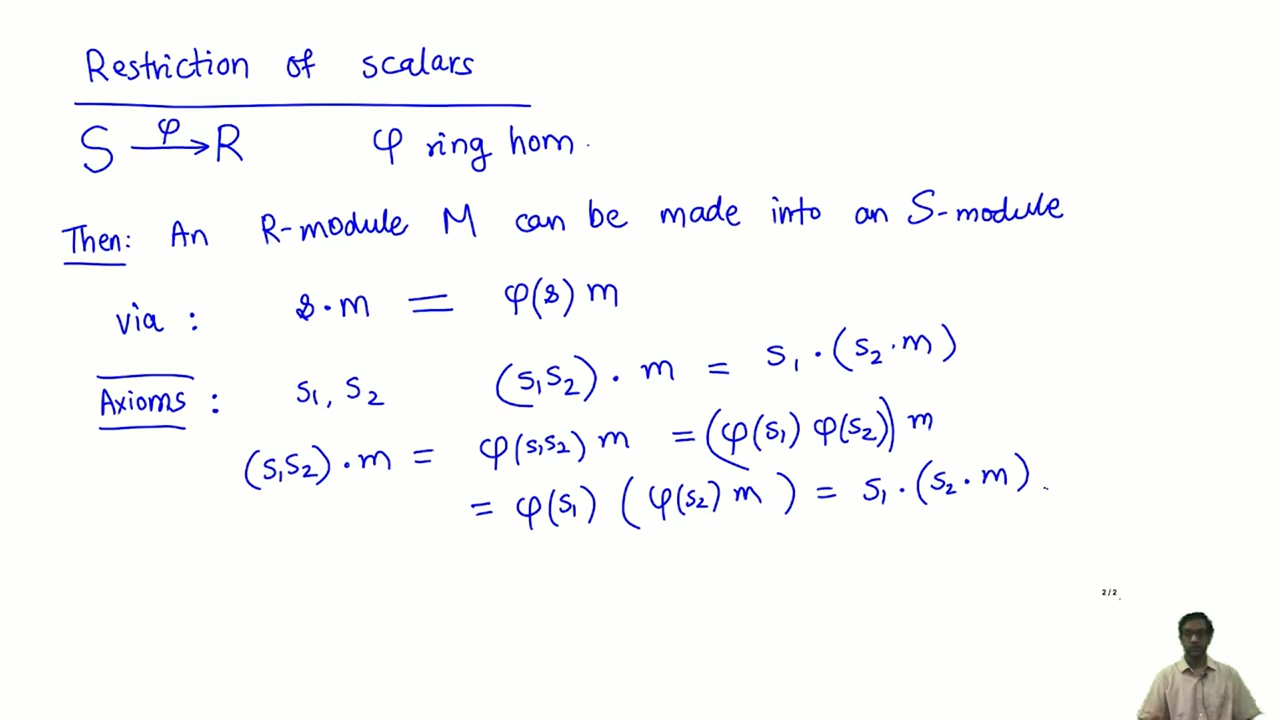 Restriction of scalars
S --φ--> R φ ring hom.
Then: An R-module M can be made into an S-module
via: s · m = φ(s) m
Axioms: s₁, s₂ (s₁s₂) · m = s₁ · (s₂ · m)
(s₁s₂) · m = φ(s₁s₂) m = (φ(s₁) φ(s₂)) m
= φ(s₁) (φ(s₂) m) = s₁ · (s₂ · m).
2/2